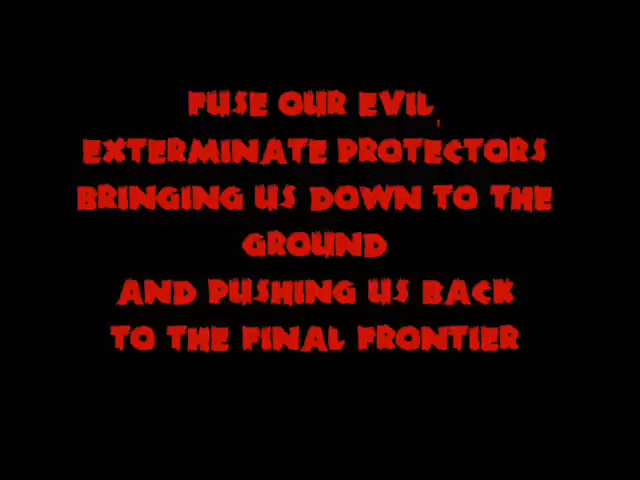 FUSE OUR EVIL,
EXTERMINATE PROTECTORS
BRINGING US DOWN TO THE
GROUND
AND PUSHING US BACK
TO THE FINAL FRONTIER